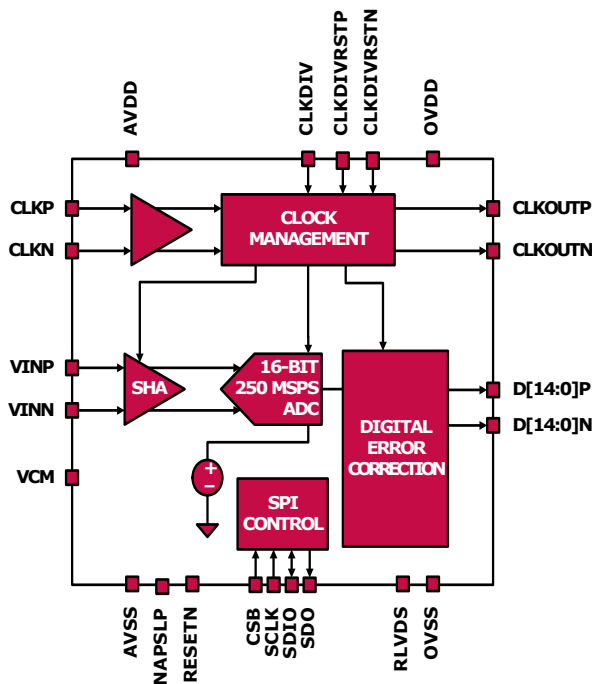 AVDD
CLKDIV
CLKDIVRSTP
CLKDIVRSTN
OVDD
CLKP
CLKN
CLOCK
MANAGEMENT
CLKOUTP
CLKOUTN
VINP
VINN
SHA
16-BIT
250 MSPS
ADC
DIGITAL
ERROR
CORRECTION
D[14:0]P
D[14:0]N
VCM
+
–
SPI
CONTROL
AVSS
NAPSLP
RESETN
CSB
SCLK
SDIO
SDO
RLVDS
OVSS